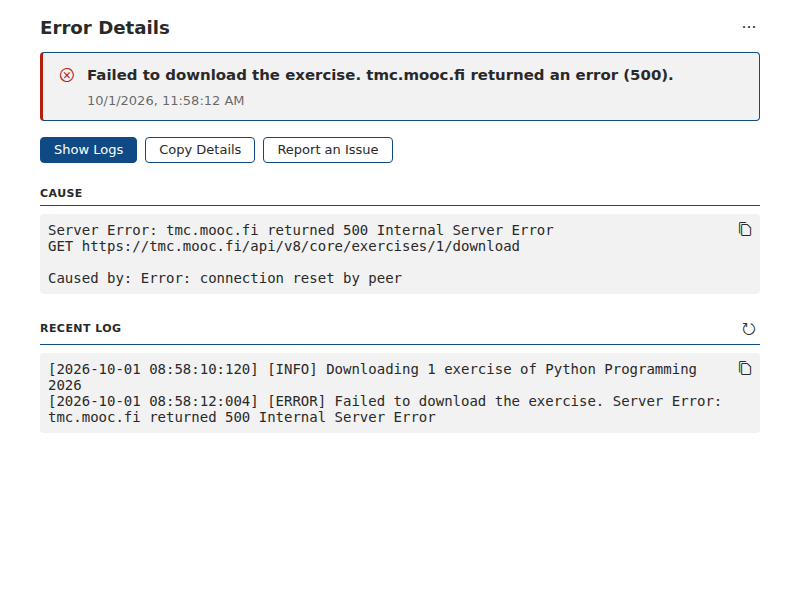 Error Details
...
Failed to download the exercise. tmc.mooc.fi returned an error (500).
10/1/2026, 11:58:12 AM
Show Logs
Copy Details
Report an Issue
CAUSE
Server Error: tmc.mooc.fi returned 500 Internal Server Error
GET https://tmc.mooc.fi/api/v8/core/exercises/1/download
Caused by: Error: connection reset by peer
RECENT LOG
[2026-10-01 08:58:10:120] [INFO] Downloading 1 exercise of Python Programming
2026
[2026-10-01 08:58:12:004] [ERROR] Failed to download the exercise. Server Error:
tmc.mooc.fi returned 500 Internal Server Error